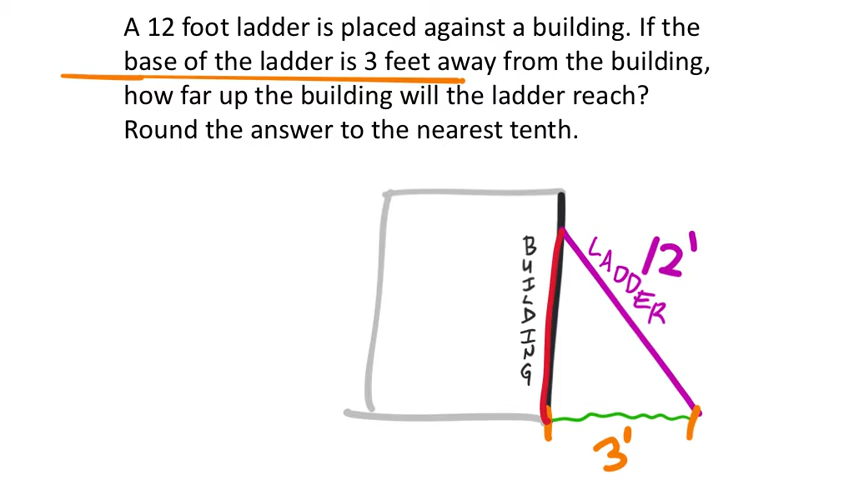 A 12 foot ladder is placed against a building. If the
base of the ladder is 3 feet away from the building,
how far up the building will the ladder reach?
Round the answer to the nearest tenth.
BUILDING
LADDER
12'
3'